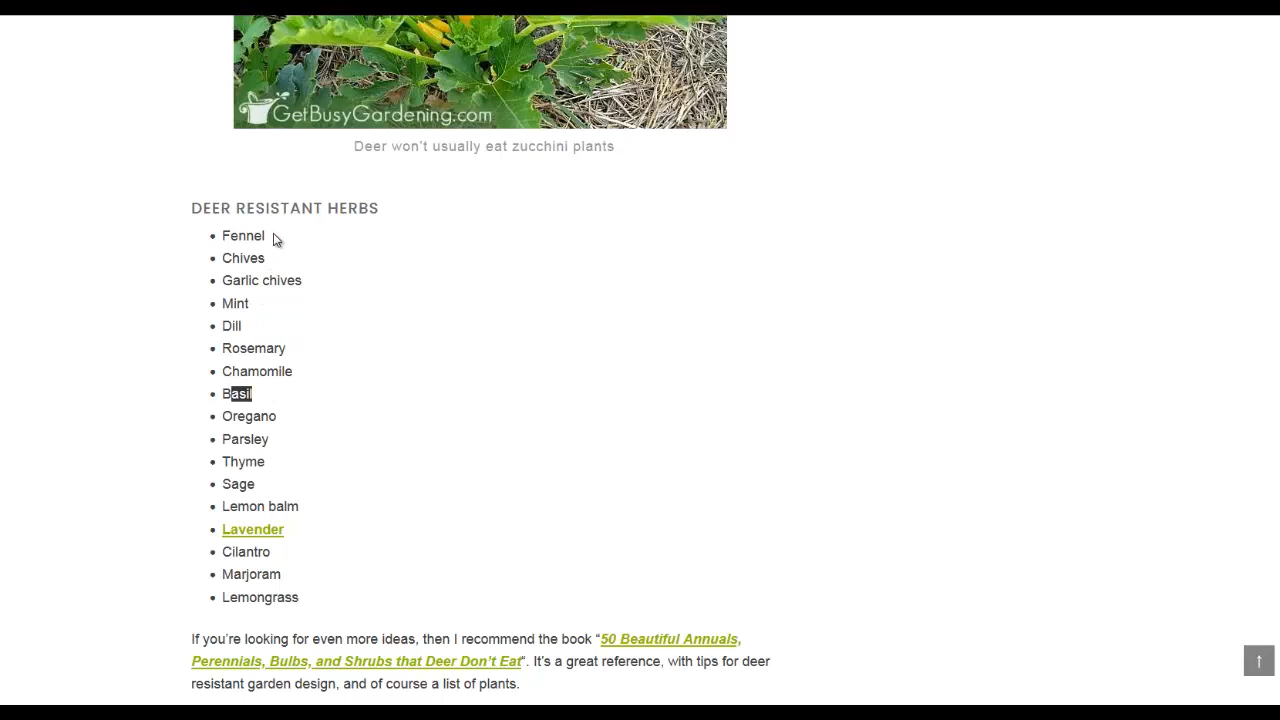 GetBusyGardening.com
Deer won't usually eat zucchini plants
DEER RESISTANT HERBS
• Fennel
• Chives
• Garlic chives
• Mint
• Dill
• Rosemary
• Chamomile
• Basil
• Oregano
• Parsley
• Thyme
• Sage
• Lemon balm
• Lavender
• Cilantro
• Marjoram
• Lemongrass
If you’re looking for even more ideas, then I recommend the book “50 Beautiful Annuals,
Perennials, Bulbs, and Shrubs that Deer Don’t Eat“. It’s a great reference, with tips for deer
resistant garden design, and of course a list of plants.
↑